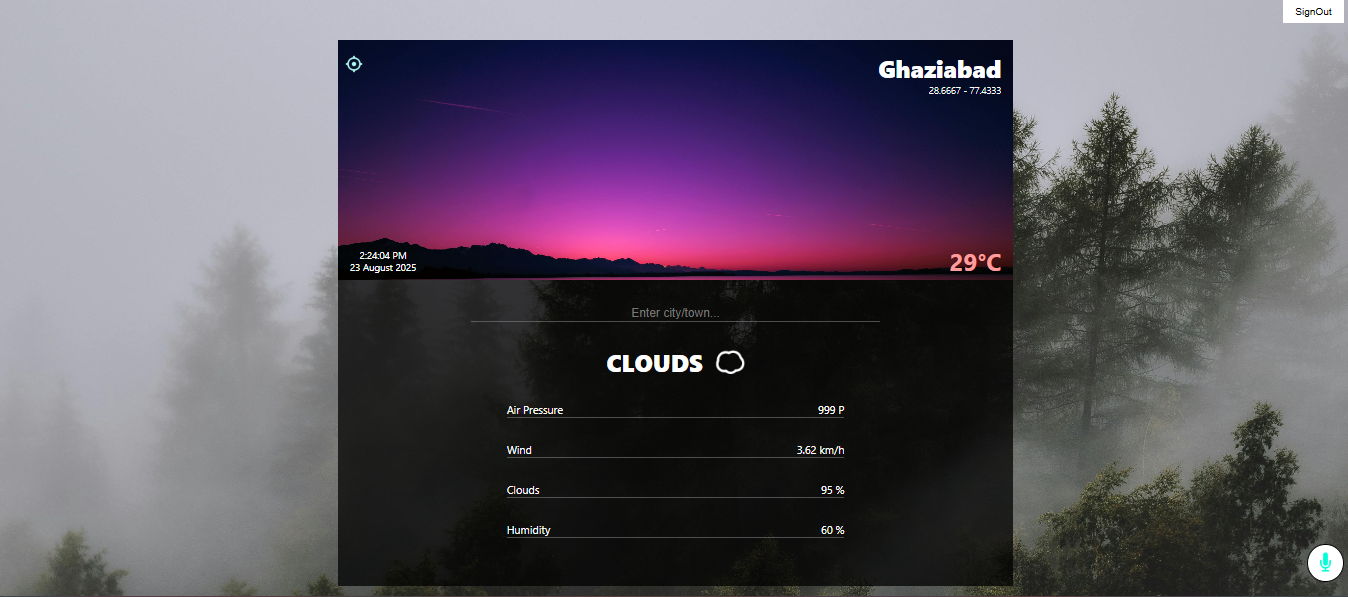 SignOut
Ghaziabad
28.6667 - 77.4333
2:24:04 PM
23 August 2025
29°C
Enter city/town...
CLOUDS
Air Pressure 999 P
Wind 3.62 km/h
Clouds 95 %
Humidity 60 %